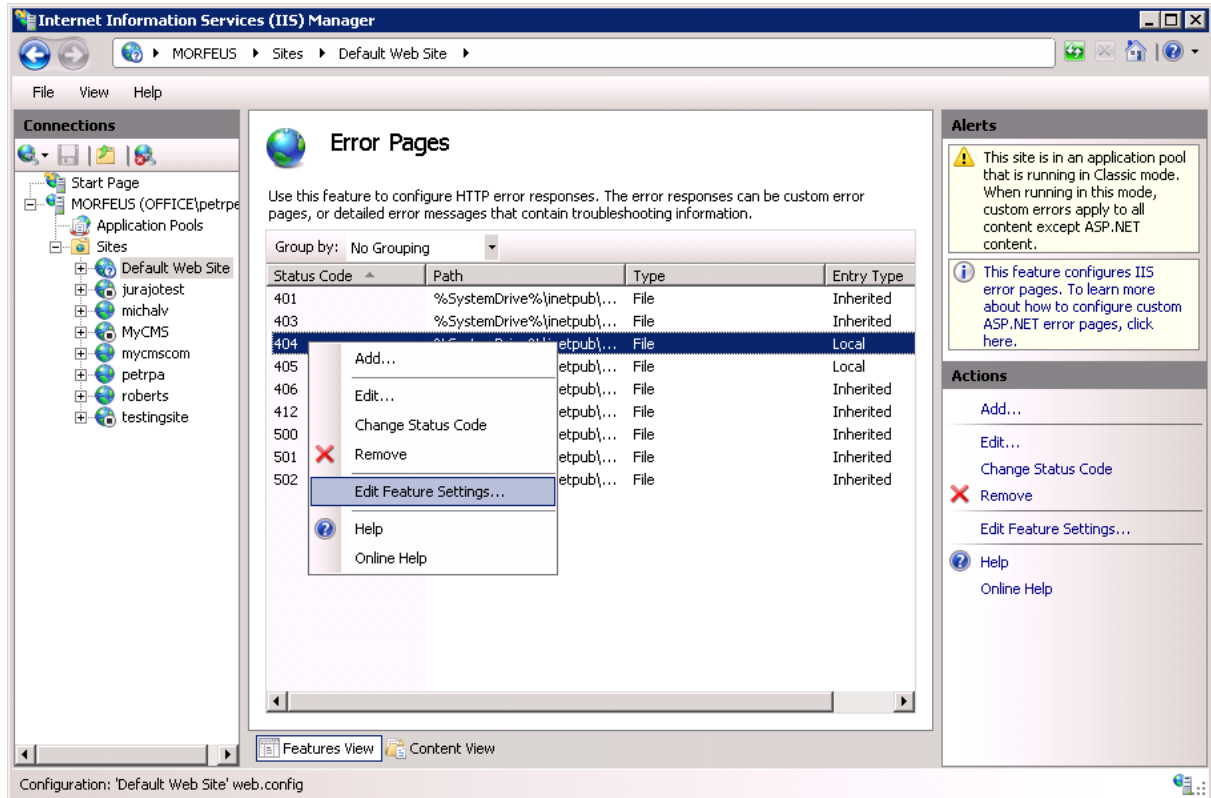 Internet Information Services (IIS) Manager
MORFEUS Sites Default Web Site
File View Help
Connections
Start Page
MORFEUS (OFFICE\petrpe
Application Pools
Sites
Default Web Site
jurajotest
michalv
MyCMS
mycmscom
petrpa
roberts
testingsite
Error Pages
Use this feature to configure HTTP error responses. The error responses can be custom error
pages, or detailed error messages that contain troubleshooting information.
Group by: No Grouping
Status Code Path Type Entry Type
401 %SystemDrive%\inetpub\... File Inherited
403 %SystemDrive%\inetpub\... File Inherited
404 File Local
405 etpub\... File Local
406 etpub\... File Inherited
412 etpub\... File Inherited
500 etpub\... File Inherited
501 etpub\... File Inherited
502 etpub\... File Inherited
Add...
Edit...
Change Status Code
Remove
Edit Feature Settings...
Help
Online Help
Features View Content View
Alerts
This site is in an application pool
that is running in Classic mode.
When running in this mode,
custom errors apply to all
content except ASP.NET
content.
This feature configures IIS
error pages. To learn more
about how to configure custom
ASP.NET error pages, click
here.
Actions
Add...
Edit...
Change Status Code
Remove
Edit Feature Settings...
Help
Online Help
Configuration: 'Default Web Site' web.config